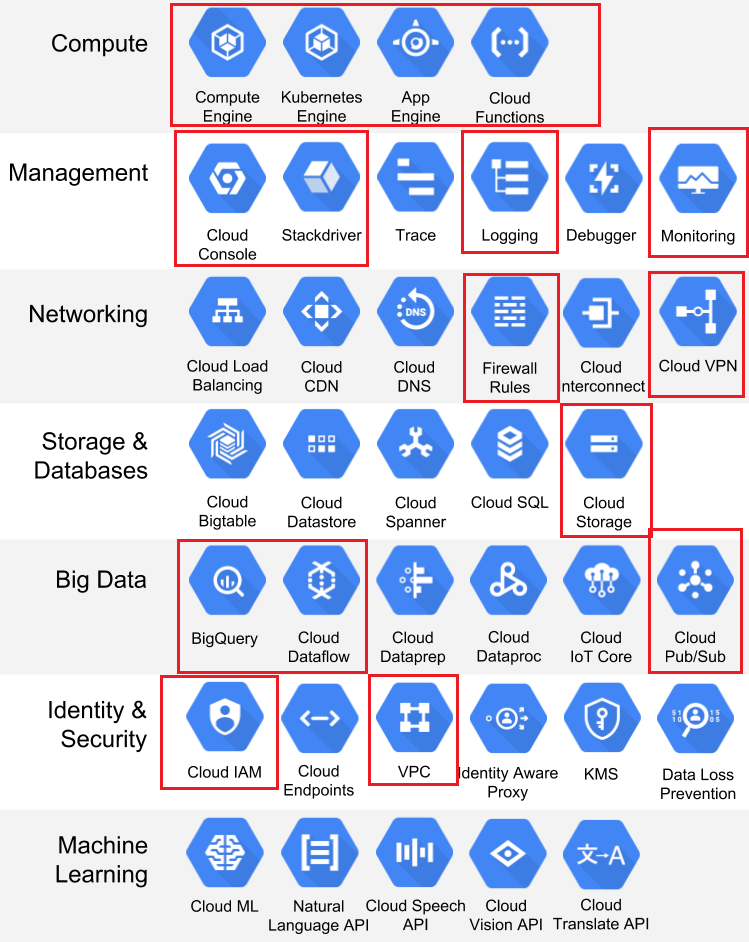 Compute
Compute Engine
Kubernetes Engine
App Engine
Cloud Functions
Management
Cloud Console
Stackdriver
Trace
Logging
Debugger
Monitoring
Networking
Cloud Load Balancing
Cloud CDN
DNS
Cloud DNS
Firewall Rules
Cloud nterconnect
Cloud VPN
Storage & Databases
Cloud Bigtable
Cloud Datastore
Cloud Spanner
Cloud SQL
Cloud Storage
Big Data
BigQuery
Cloud Dataflow
Cloud Dataprep
Cloud Dataproc
Cloud IoT Core
Cloud Pub/Sub
Identity & Security
Cloud IAM
Cloud Endpoints
VPC
Identity Aware Proxy
KMS
51 15
10 05
Data Loss Prevention
Machine Learning
Cloud ML
Natural Language API
Cloud Speech API
Cloud Vision API
文→A
Cloud Translate API